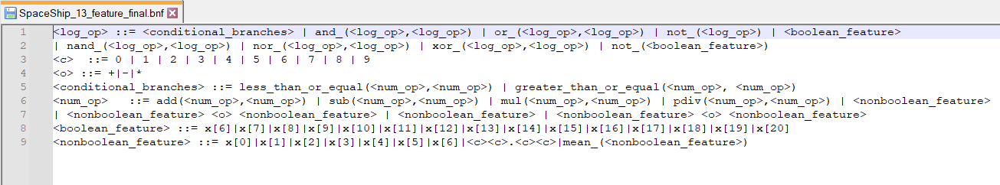 SpaceShip_13_feature_final.bnf
1 <log_op> ::= <conditional_branches> | and_(<log_op>,<log_op>) | or_(<log_op>,<log_op>) | not_(<log_op>) | <boolean_feature>
2 | nand_(<log_op>,<log_op>) | nor_(<log_op>,<log_op>) | xor_(<log_op>,<log_op>) | not_(<boolean_feature>)
3 <c>  ::= 0 | 1 | 2 | 3 | 4 | 5 | 6 | 7 | 8 | 9
4 <o> ::= +|-|*
5 <conditional_branches> ::= less_than_or_equal(<num_op>,<num_op>) | greater_than_or_equal(<num_op>, <num_op>)
6 <num_op>   ::= add(<num_op>,<num_op>) | sub(<num_op>,<num_op>) | mul(<num_op>,<num_op>) | pdiv(<num_op>,<num_op>) | <nonboolean_feature>
7 | <nonboolean_feature> <o> <nonboolean_feature> | <nonboolean_feature> | <nonboolean_feature> <o> <nonboolean_feature>
8 <boolean_feature> ::= x[6]|x[7]|x[8]|x[9]|x[10]|x[11]|x[12]|x[13]|x[14]|x[15]|x[16]|x[17]|x[18]|x[19]|x[20]
9 <nonboolean_feature> ::= x[0]|x[1]|x[2]|x[3]|x[4]|x[5]|x[6]|<c><c>.<c><c>|mean_(<nonboolean_feature>)